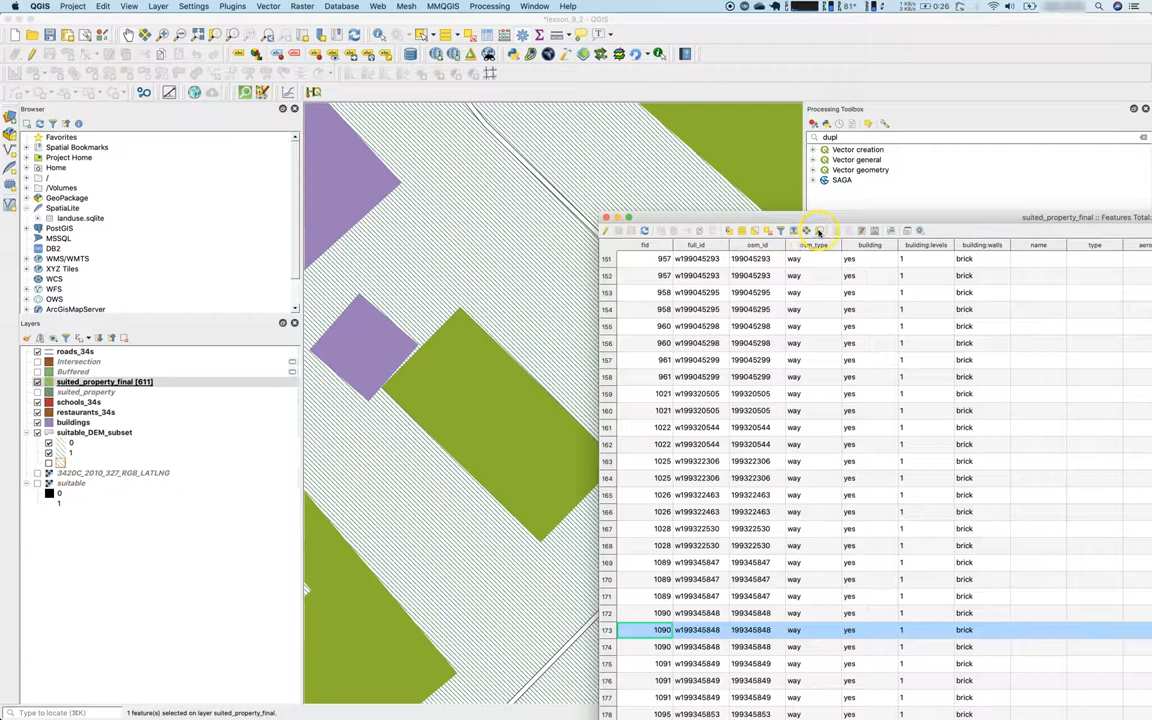 QGIS Project Edit View Layer Settings Plugins Vector Raster Database Web Mesh MMQGIS Processing Window Help 81° 0:26
*lesson_9_2 — QGIS
Browser
Favorites
Spatial Bookmarks
Project Home
Home
/
/Volumes
GeoPackage
SpatiaLite
landuse.sqlite
PostGIS
MSSQL
DB2
WMS/WMTS
XYZ Tiles
WCS
WFS
OWS
ArcGisMapServer
Layers
roads_34s
Intersection
Buffered
suited_property_final [611]
suited_property
schools_34s
restaurants_34s
buildings
suitable_DEM_subset
0
1
3420C_2010_327_RGB_LATLNG
suitable
0
1
Type to locate (⌘K) 1 feature(s) selected on layer suited_property_final.
Processing Toolbox
dupl
Vector creation
Vector general
Vector geometry
SAGA
suited_property_final :: Features Total:
fid full_id osm_id osm_type building building:levels building:walls name type aero
151 957 w199045293 199045293 way yes 1 brick
152 957 w199045293 199045293 way yes 1 brick
153 958 w199045295 199045295 way yes 1 brick
154 958 w199045295 199045295 way yes 1 brick
155 960 w199045298 199045298 way yes 1 brick
156 960 w199045298 199045298 way yes 1 brick
157 961 w199045299 199045299 way yes 1 brick
158 961 w199045299 199045299 way yes 1 brick
159 1021 w199320505 199320505 way yes 1 brick
160 1021 w199320505 199320505 way yes 1 brick
161 1022 w199320544 199320544 way yes 1 brick
162 1022 w199320544 199320544 way yes 1 brick
163 1025 w199322306 199322306 way yes 1 brick
164 1025 w199322306 199322306 way yes 1 brick
165 1026 w199322463 199322463 way yes 1 brick
166 1026 w199322463 199322463 way yes 1 brick
167 1028 w199322530 199322530 way yes 1 brick
168 1028 w199322530 199322530 way yes 1 brick
169 1089 w199345847 199345847 way yes 1 brick
170 1089 w199345847 199345847 way yes 1 brick
171 1089 w199345847 199345847 way yes 1 brick
172 1090 w199345848 199345848 way yes 1 brick
173 1090 w199345848 199345848 way yes 1 brick
174 1090 w199345848 199345848 way yes 1 brick
175 1091 w199345849 199345849 way yes 1 brick
176 1091 w199345849 199345849 way yes 1 brick
177 1091 w199345849 199345849 way yes 1 brick
178 1095 w199345853 199345853 way yes 1 brick